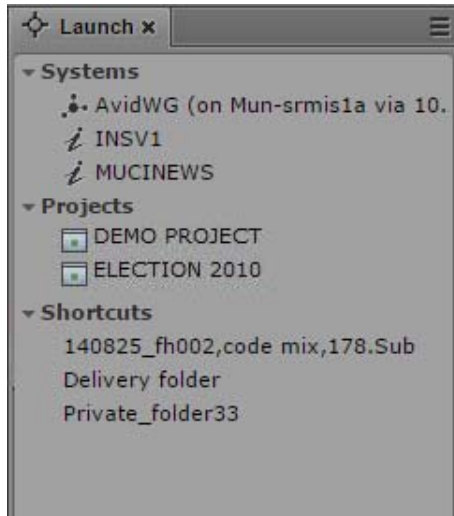 Launch
Systems
AvidWG (on Mun-srmis1a via 10.
INSV1
MUCINEWS
Projects
DEMO PROJECT
ELECTION 2010
Shortcuts
140825_fh002,code mix,178.Sub
Delivery folder
Private_folder33